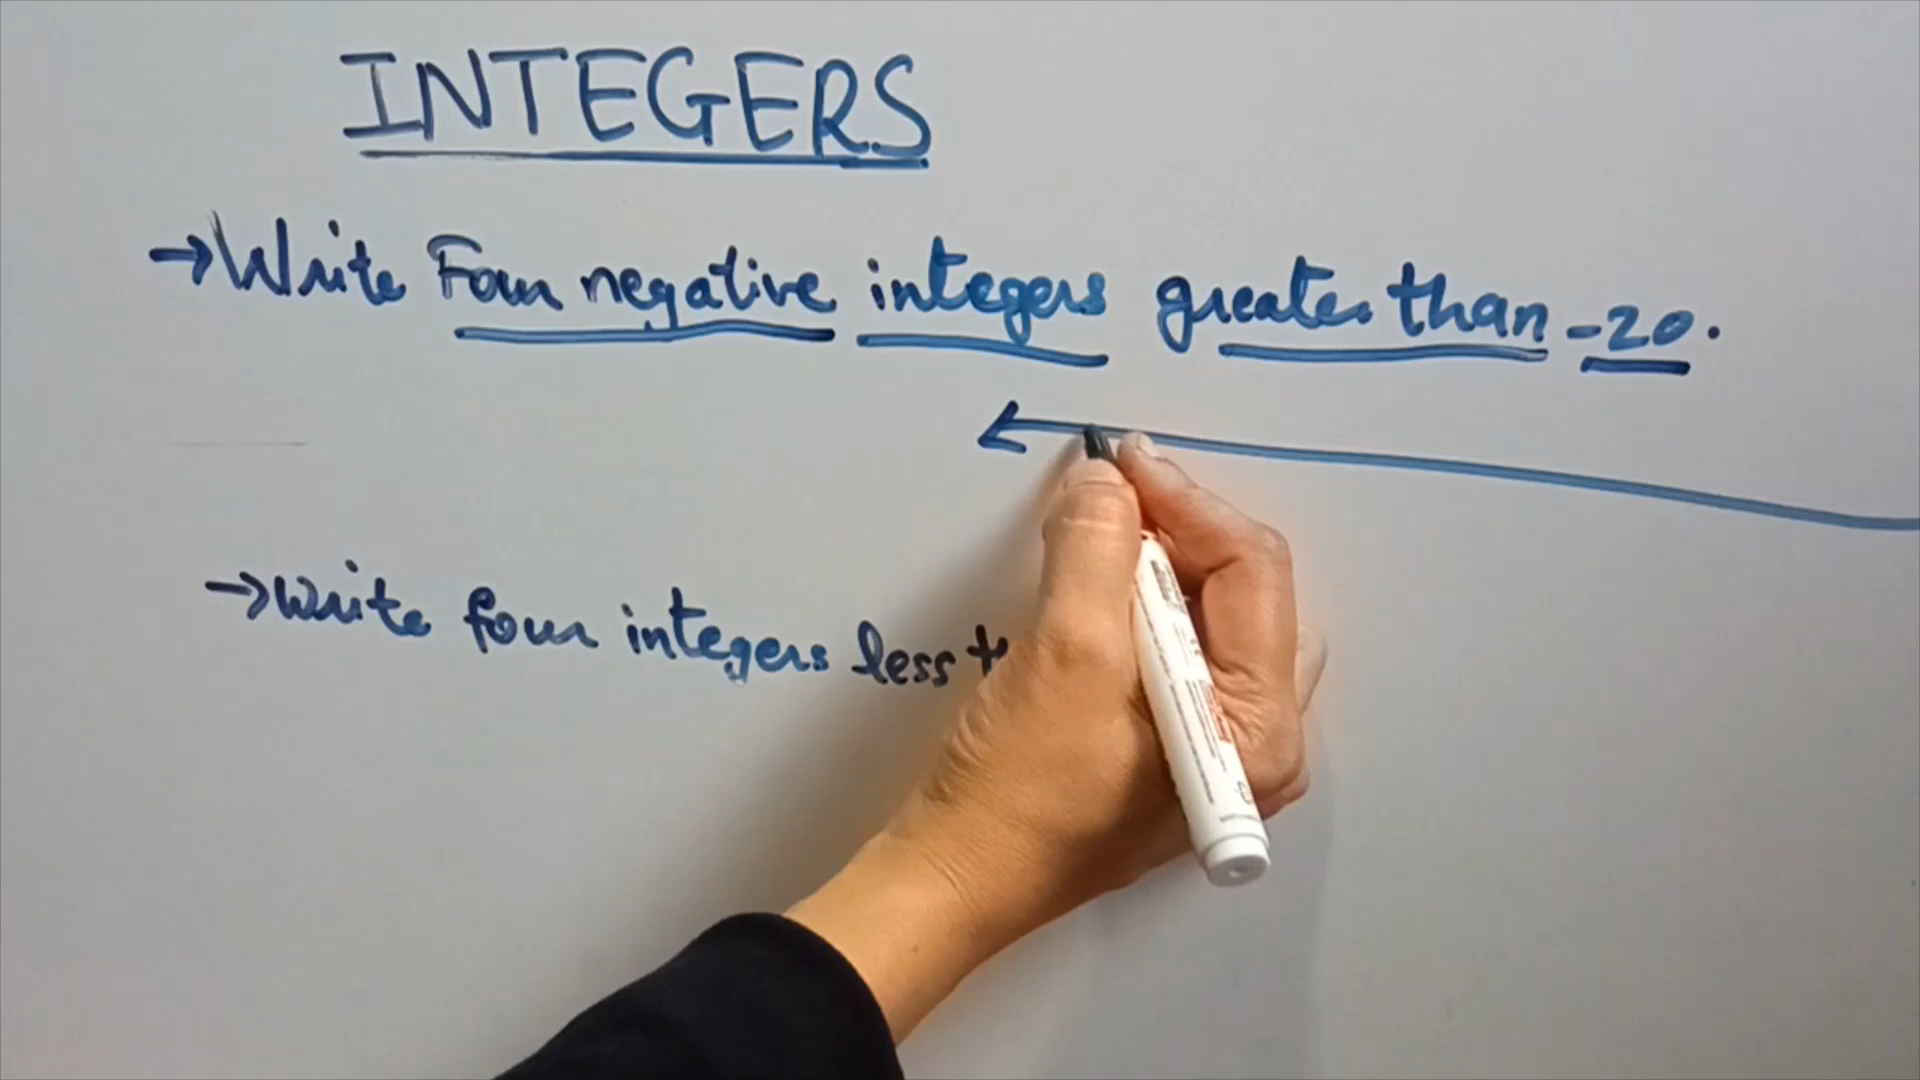 INTEGERS
→Write Four negative integers greater than -20.
→Write four integers less